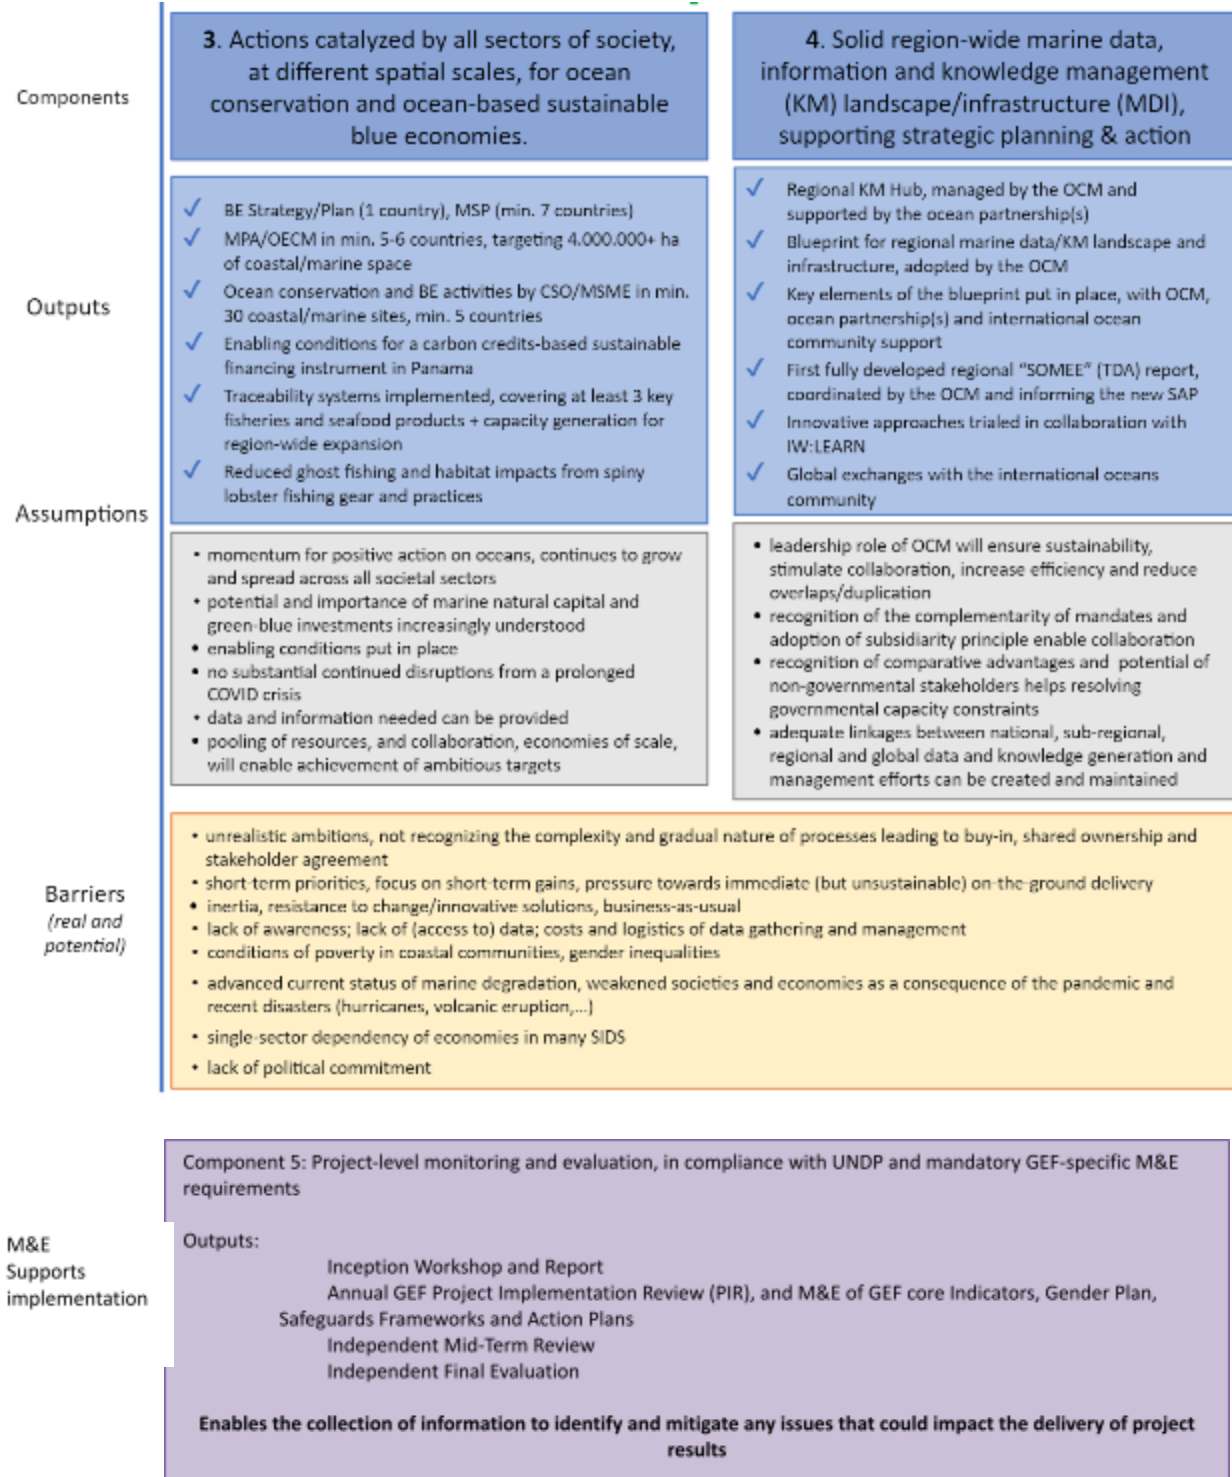 Components
3. Actions catalyzed by all sectors of society,
at different spatial scales, for ocean
conservation and ocean-based sustainable
blue economies.
4. Solid region-wide marine data,
information and knowledge management
(KM) landscape/infrastructure (MDI),
supporting strategic planning & action
Outputs
✓ BE Strategy/Plan (1 country), MSP (min. 7 countries)
✓ MPA/OECM in min. 5-6 countries, targeting 4.000.000+ ha
of coastal/marine space
✓ Ocean conservation and BE activities by CSO/MSME in min.
30 coastal/marine sites, min. 5 countries
✓ Enabling conditions for a carbon credits-based sustainable
financing instrument in Panama
✓ Traceability systems implemented, covering at least 3 key
fisheries and seafood products + capacity generation for
region-wide expansion
✓ Reduced ghost fishing and habitat impacts from spiny
lobster fishing gear and practices
✓ Regional KM Hub, managed by the OCM and
supported by the ocean partnership(s)
✓ Blueprint for regional marine data/KM landscape and
infrastructure, adopted by the OCM
✓ Key elements of the blueprint put in place, with OCM,
ocean partnership(s) and international ocean
community support
✓ First fully developed regional “SOMEE” (TDA) report,
coordinated by the OCM and informing the new SAP
✓ Innovative approaches trialed in collaboration with
IW:LEARN
✓ Global exchanges with the international oceans
community
Assumptions
• momentum for positive action on oceans, continues to grow
and spread across all societal sectors
• potential and importance of marine natural capital and
green-blue investments increasingly understood
• enabling conditions put in place
• no substantial continued disruptions from a prolonged
COVID crisis
• data and information needed can be provided
• pooling of resources, and collaboration, economies of scale,
will enable achievement of ambitious targets
• leadership role of OCM will ensure sustainability,
stimulate collaboration, increase efficiency and reduce
overlaps/duplication
• recognition of the complementarity of mandates and
adoption of subsidiarity principle enable collaboration
• recognition of comparative advantages and potential of
non-governmental stakeholders helps resolving
governmental capacity constraints
• adequate linkages between national, sub-regional,
regional and global data and knowledge generation and
management efforts can be created and maintained
Barriers
(real and
potential)
• unrealistic ambitions, not recognizing the complexity and gradual nature of processes leading to buy-in, shared ownership and
stakeholder agreement
• short-term priorities, focus on short-term gains, pressure towards immediate (but unsustainable) on-the-ground delivery
• inertia, resistance to change/innovative solutions, business-as-usual
• lack of awareness; lack of (access to) data; costs and logistics of data gathering and management
• conditions of poverty in coastal communities, gender inequalities
• advanced current status of marine degradation, weakened societies and economies as a consequence of the pandemic and
recent disasters (hurricanes, volcanic eruption,...)
• single-sector dependency of economies in many SIDS
• lack of political commitment
M&E
Supports
implementation
Component 5: Project-level monitoring and evaluation, in compliance with UNDP and mandatory GEF-specific M&E
requirements
Outputs:
Inception Workshop and Report
Annual GEF Project Implementation Review (PIR), and M&E of GEF core Indicators, Gender Plan,
Safeguards Frameworks and Action Plans
Independent Mid-Term Review
Independent Final Evaluation
Enables the collection of information to identify and mitigate any issues that could impact the delivery of project
results